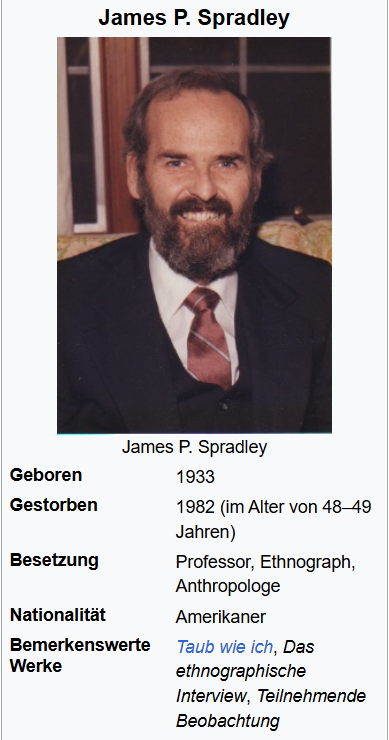 James P. Spradley
James P. Spradley
Geboren 1933
Gestorben 1982 (im Alter von 48–49
Jahren)
Besetzung Professor, Ethnograph,
Anthropologe
Nationalität Amerikaner
Bemerkenswerte Taub wie ich, Das
Werke ethnographische
Interview, Teilnehmende
Beobachtung